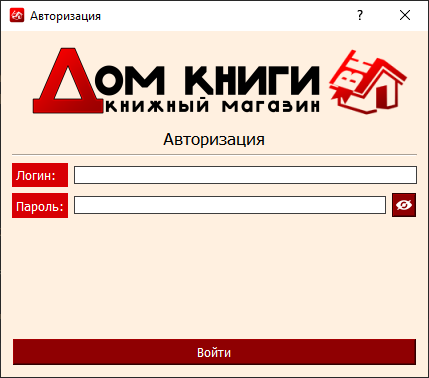 Авторизация
Дом книги
книжный магазин
Авторизация
Логин:
Пароль:
Войти